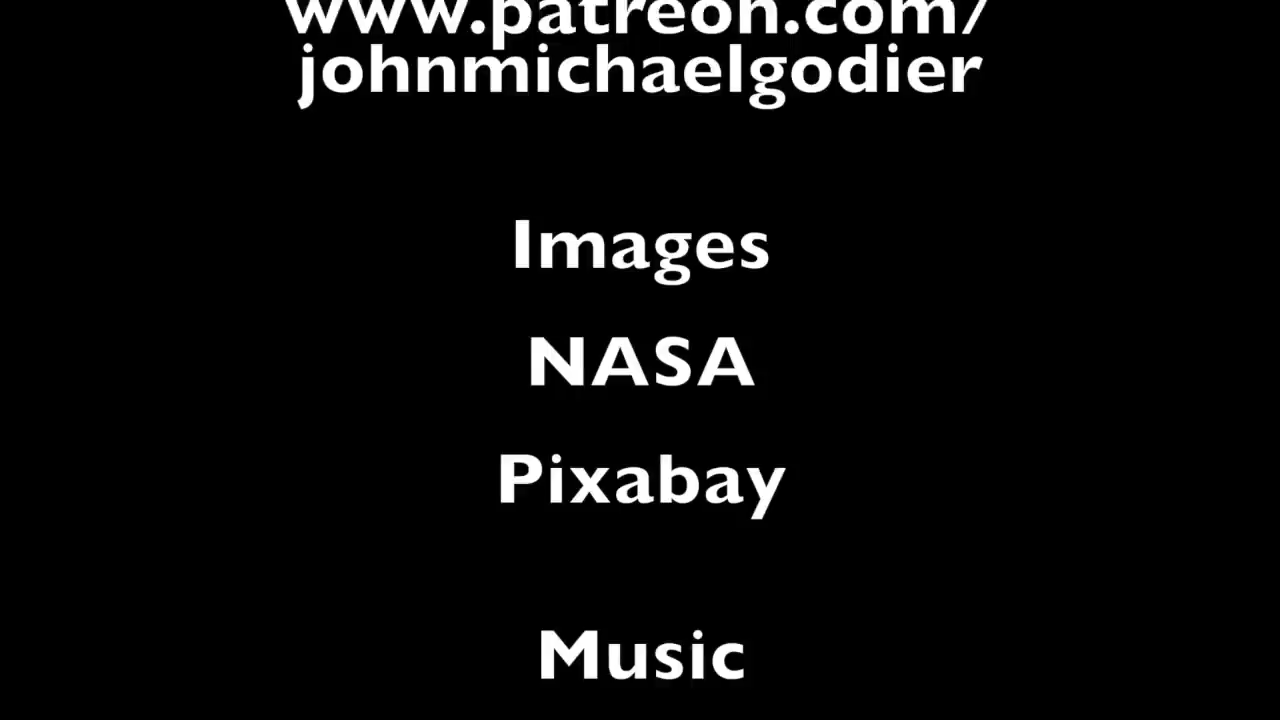 www.patreon.com/
johnmichaelgodier
Images
NASA
Pixabay
Music